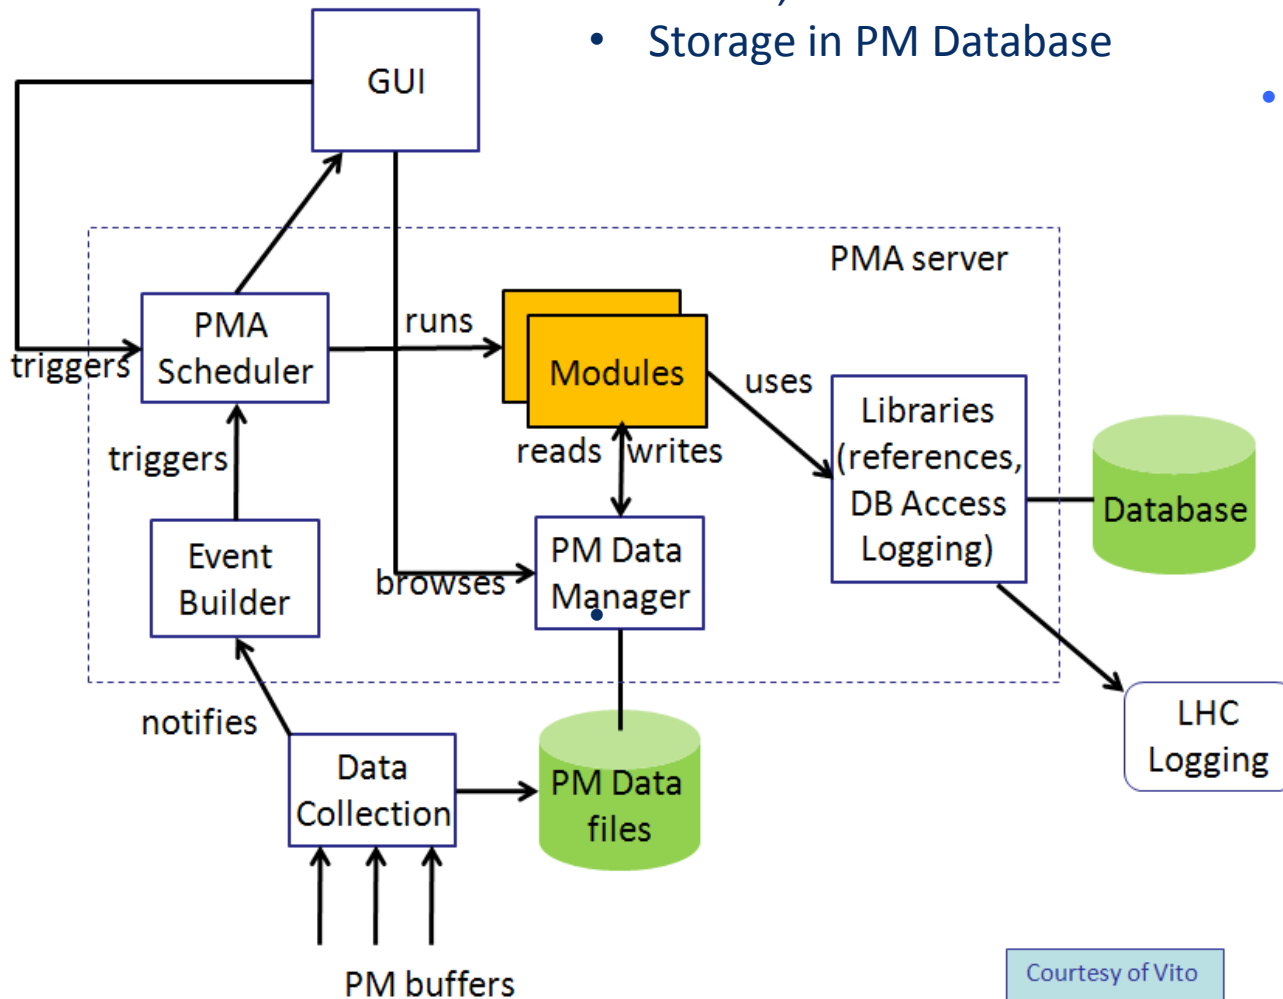 • Storage in PM Database
GUI
PMA server
PMA
Scheduler
runs
triggers
Modules
uses
Libraries
(references,
DB Access
Logging)
reads writes
triggers
Database
Event
Builder
PM Data
Manager
browses
notifies
LHC
Logging
Data
Collection
PM Data
files
PM buffers
Courtesy of Vito